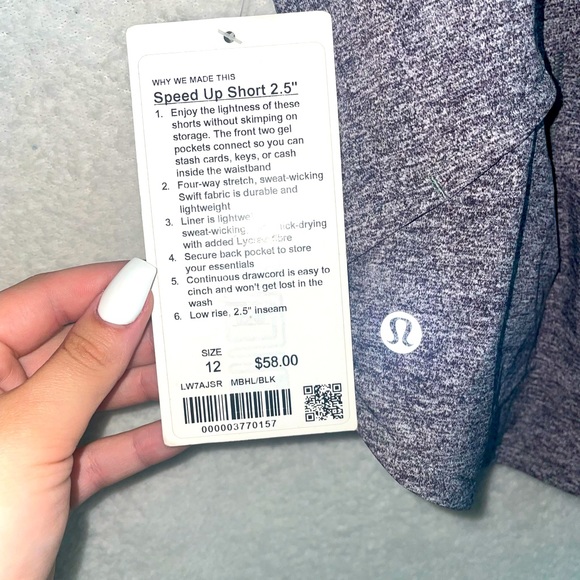 WHY WE MADE THIS
Speed Up Short 2.5"
1. Enjoy the lightness of these
shorts without skimping on
storage. The front two gel
pockets connect so you can
stash cards, keys, or cash
inside the waistband
2. Four-way stretch, sweat-wicking
Swift fabric is durable and
lightweight
3. Liner is
sweat-wicking,
with added Lycra fibre
4. Secure back pocket to store
your essentials
5. Continuous drawcord is easy to
cinch and won't get lost in the
wash
6. Low rise, 2.5" inseam
SIZE
12 $58.00
LW7AJSR MBHL/BLK
000003770157